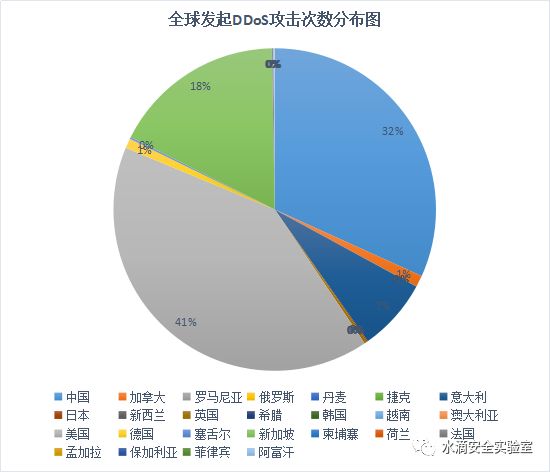 全球发起DDoS攻击次数分布图
0%
18%
32%
0%
1%
1%
41%
0%
中国 加拿大 罗马尼亚 俄罗斯 丹麦 捷克 意大利
日本 新西兰 英国 希腊 韩国 越南 澳大利亚
美国 德国 塞舌尔 新加坡 柬埔寨 荷兰 法国
孟加拉 保加利亚 菲律宾 阿富汗
水滴安全实验室